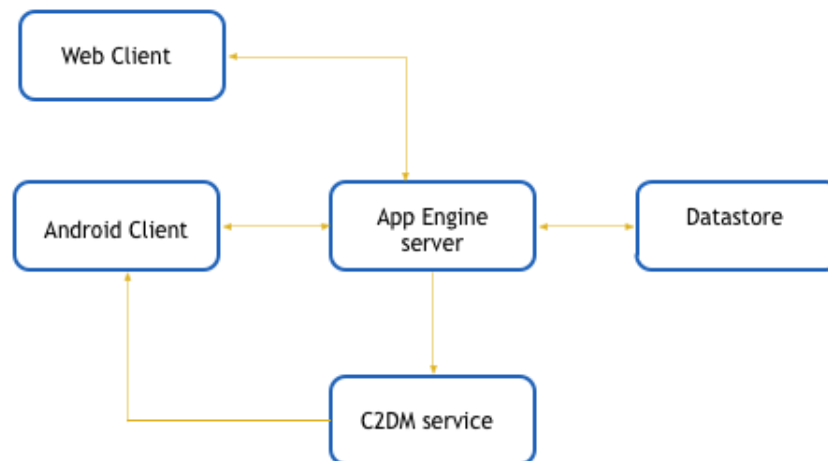 Web Client
Android Client
App Engine
server
Datastore
C2DM service